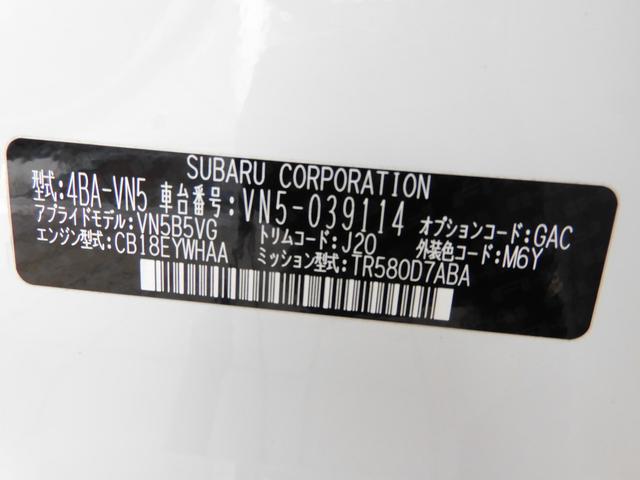 SUBARU CORPORATION
型式:4BA-VN5 車台番号:VN5-039114
アプライドモデル:VN5B5VG トリムコード:J20 オプションコード:GAC
エンジン型式:CB18EYWHAA ミッション型式:TR580D7ABA 外装色コード:M6Y